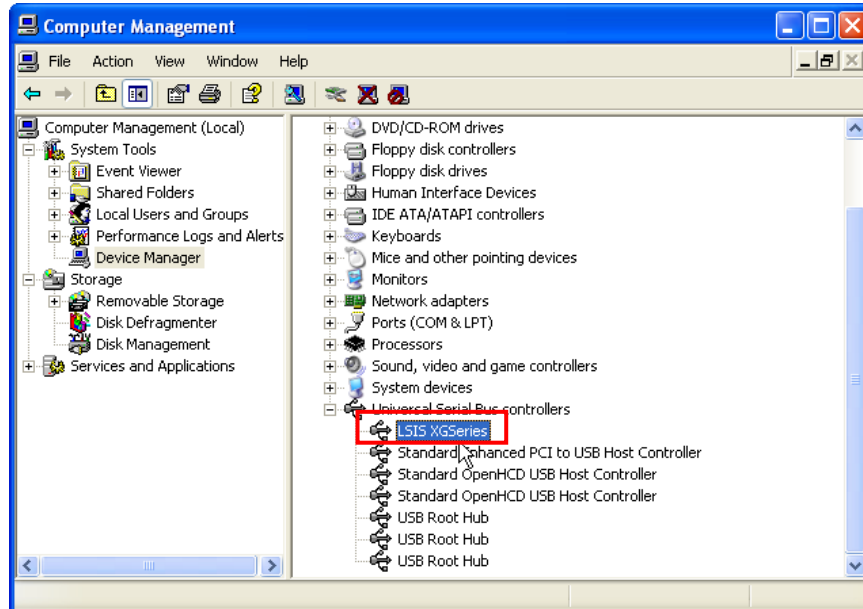 Computer Management
File Action View Window Help
Computer Management (Local)
System Tools
Event Viewer
Shared Folders
Local Users and Groups
Performance Logs and Alerts
Device Manager
Storage
Removable Storage
Disk Defragmenter
Disk Management
Services and Applications
DVD/CD-ROM drives
Floppy disk controllers
Floppy disk drives
Human Interface Devices
IDE ATA/ATAPI controllers
Keyboards
Mice and other pointing devices
Monitors
Network adapters
Ports (COM & LPT)
Processors
Sound, video and game controllers
System devices
Universal Serial Bus controllers
LSIS XGSeries
Standard Enhanced PCI to USB Host Controller
Standard OpenHCD USB Host Controller
Standard OpenHCD USB Host Controller
USB Root Hub
USB Root Hub
USB Root Hub